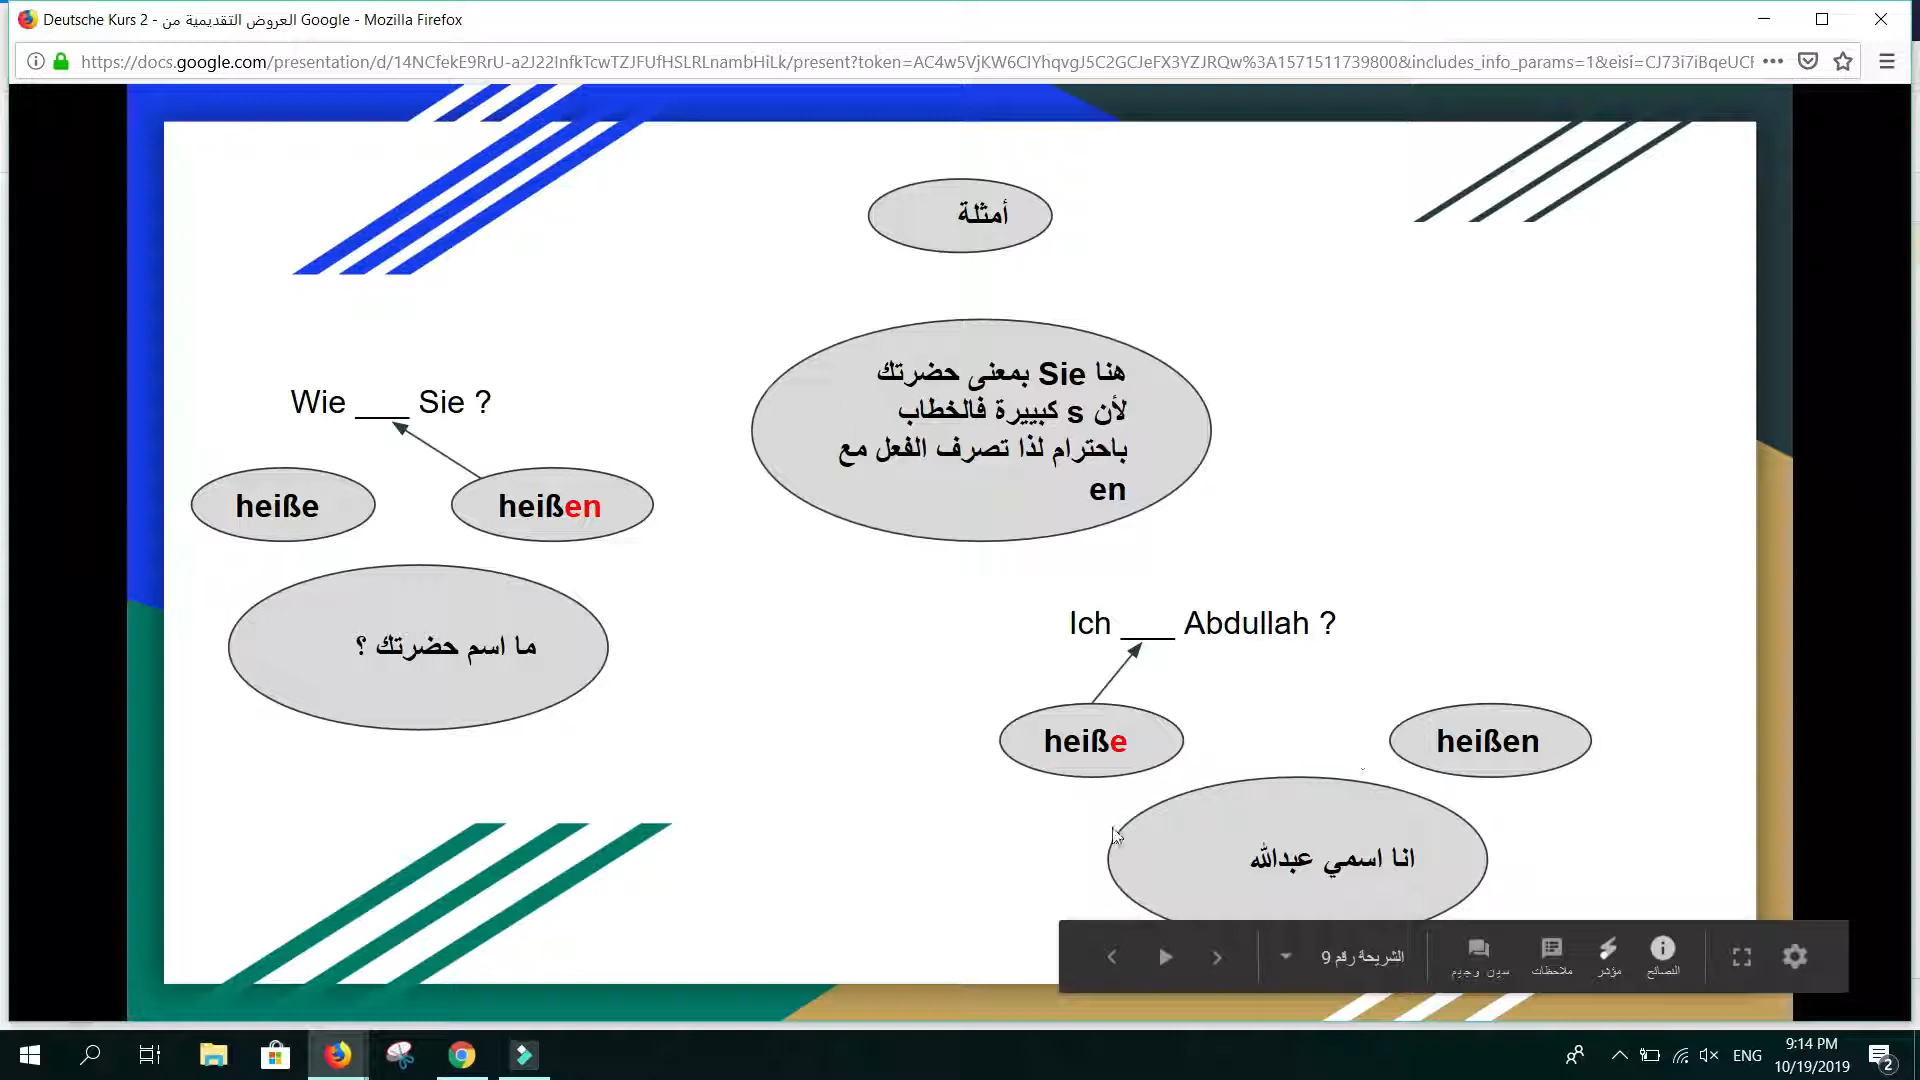 Deutsche Kurs 2 - العروض التقديمية من Google - Mozilla Firefox
https://docs.google.com/presentation/d/14NCfekE9RrU-a2J22InfkTcwTZJFUfHSLRLnambHiLk/present?token=AC4w5VjKW6CIYhqvgJ5C2GCJeFX3YZJRQw%3A1571511739800&includes_info_params=1&eisi=CJ73i7iBqeUCF
أمثلة
هنا Sie بمعنى حضرتك
لأن s كبييرة فالخطاب
باحترام لذا تصرف الفعل مع
en
Wie ___ Sie ?
heiße
heißen
ما اسم حضرتك ؟
Ich ___ Abdullah ?
heiße
heißen
انا اسمي عبدالله
الشريحة رقم 9
سين وجيم
ملاحظات
مؤشر
النصائح
ENG
9:14 PM
10/19/2019
2